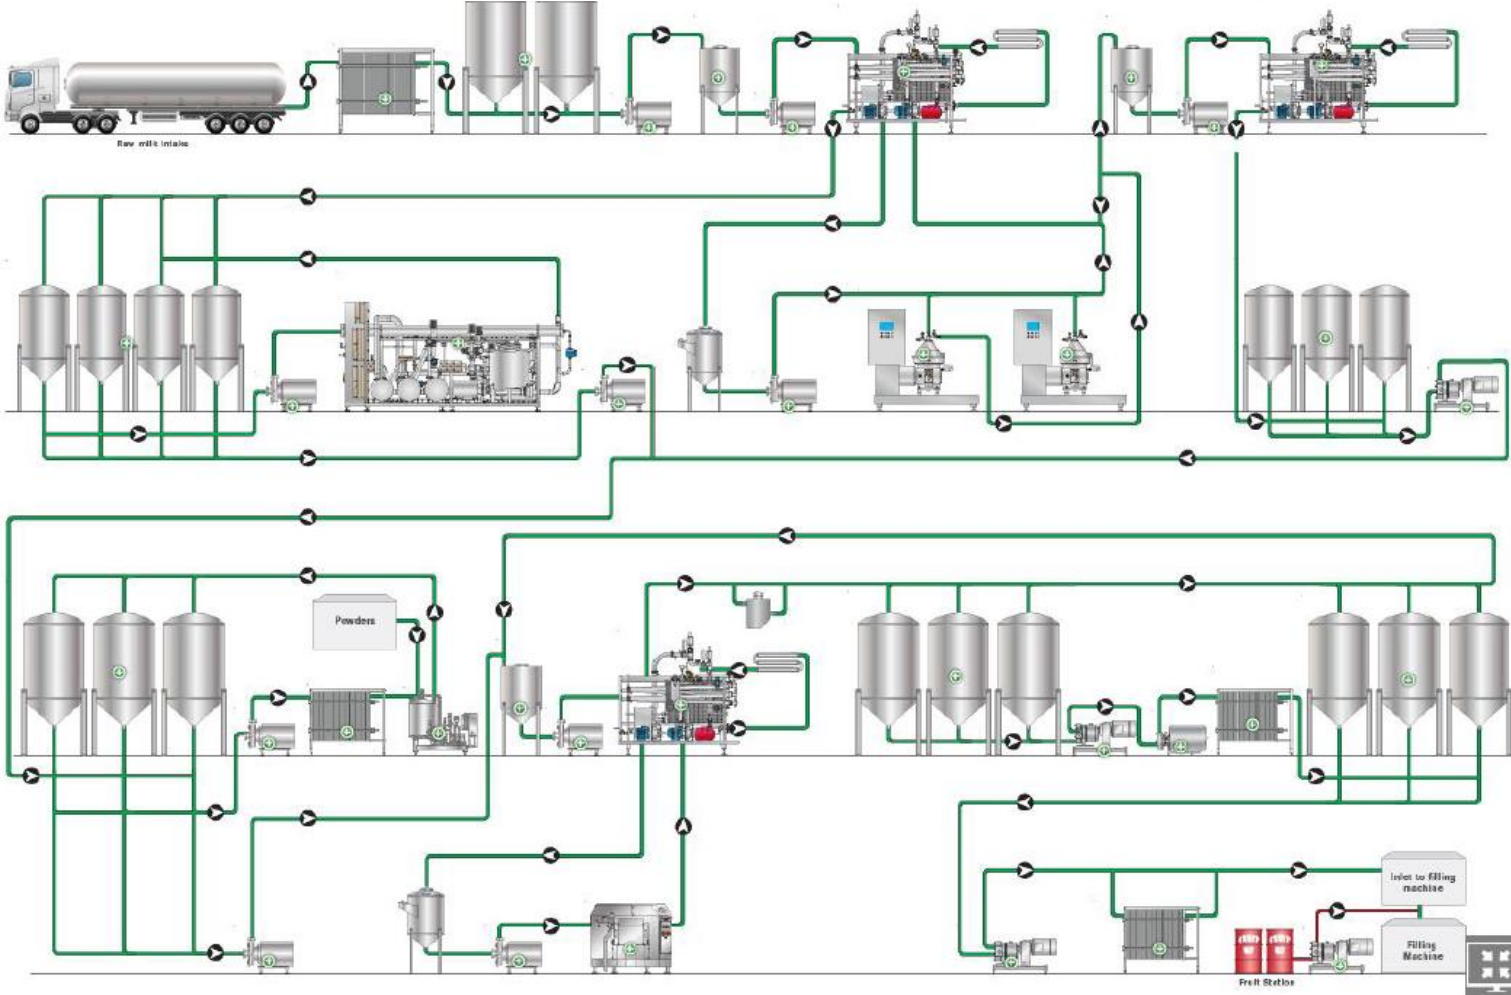 Raw milk intake
Powders
Inlet to filling
machine
Filling
Machine
Fruit Station